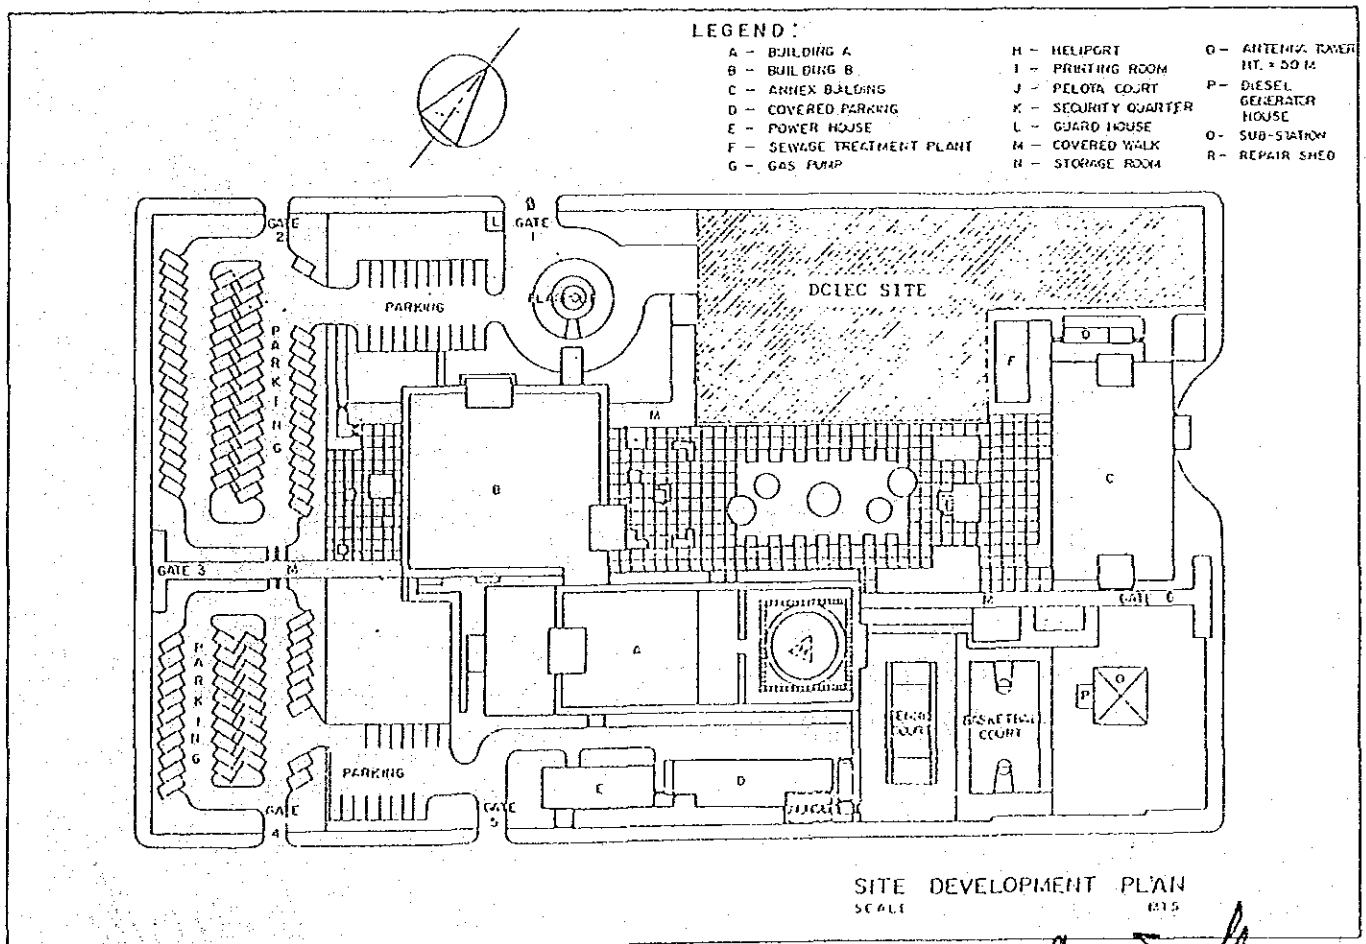 LEGEND:
A - BUILDING A
B - BUILDING B
C - ANNEX BUILDING
D - COVERED PARKING
E - POWER HOUSE
F - SEWAGE TREATMENT PLANT
G - GAS PUMP
H - HELIPORT
I - PRINTING ROOM
J - PELOTA COURT
K - SECURITY QUARTER
L - GUARD HOUSE
M - COVERED WALK
N - STORAGE ROOM
O - ANTENNA TOWER
HT. = 50 M
P - DIESEL
GENERATOR
HOUSE
O - SUB-STATION
R - REPAIR SHED
GATE
2
L
GATE
1
PARKING
DCIEC SITE
PARKING
F
O
M
B
C
GATE 3
M
M
GATE 6
PARKING
A
P
O
COURT
BASKETBALL
COURT
PARKING
E
D
GATE
4
GATE
5
SITE DEVELOPMENT PLAN
SCALE